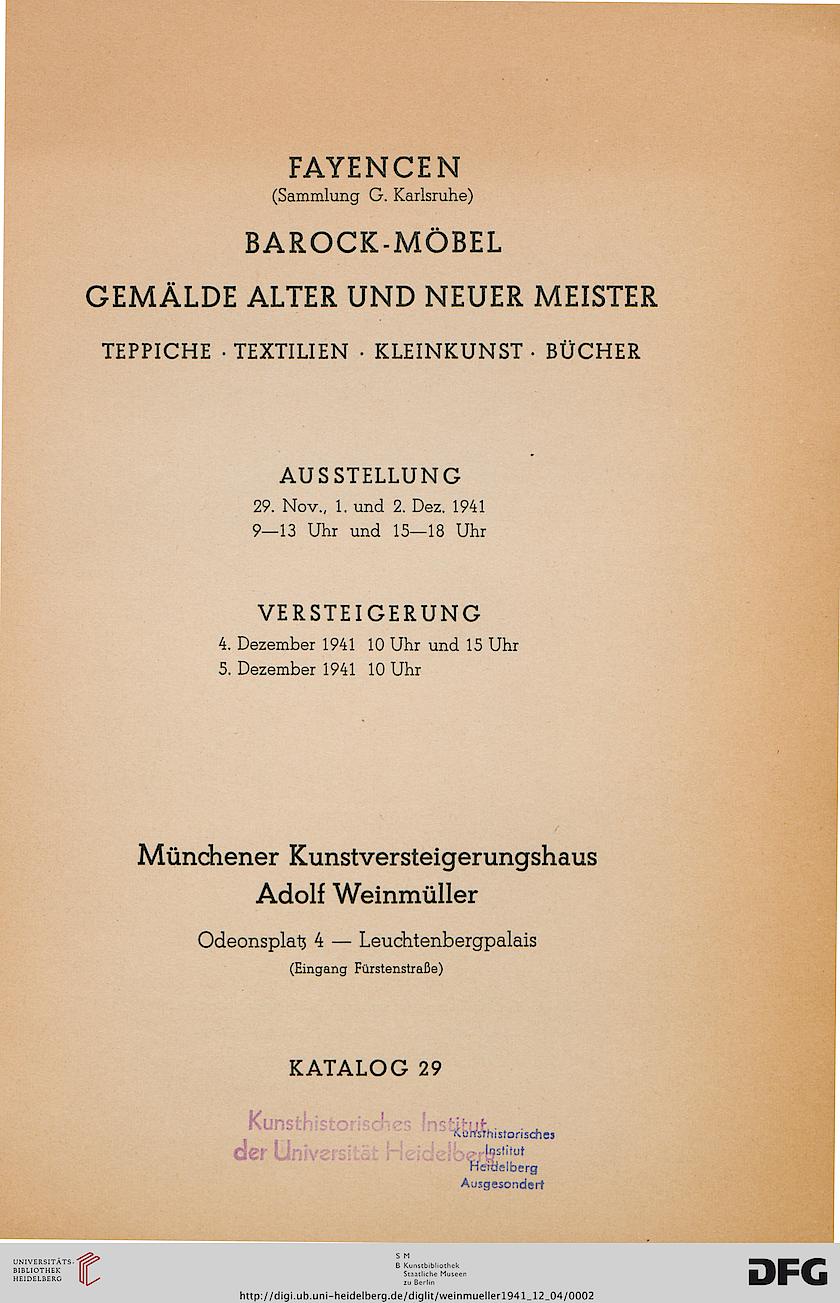 FAYENCEN
(Sammlung G. Karlsruhe)
BAROCK-MÖBEL
GEMÄLDE ALTER UND NEUER MEISTER
TEPPICHE · TEXTILIEN · KLEINKUNST · BÜCHER
AUSSTELLUNG
29. Nov., 1. und 2. Dez. 1941
9—13 Uhr und 15—18 Uhr
VERSTEIGERUNG
4. Dezember 1941 10 Uhr und 15 Uhr
5. Dezember 1941 10 Uhr
Münchener Kunstversteigerungshaus
Adolf Weinmüller
Odeonsplatz 4 — Leuchtenbergpalais
(Eingang Fürstenstraße)
KATALOG 29
Kunsthistorisches Institut
der Universität Heidelberg
Kunsthistorisches
Institut
Heidelberg
Ausgesondert
UNIVERSITÄTS-
BIBLIOTHEK
HEIDELBERG
S M
B Kunstbibliothek
Staatliche Museen
zu Berlin
DFG
http://digi.ub.uni-heidelberg.de/diglit/weinmueller1941_12_04/0002